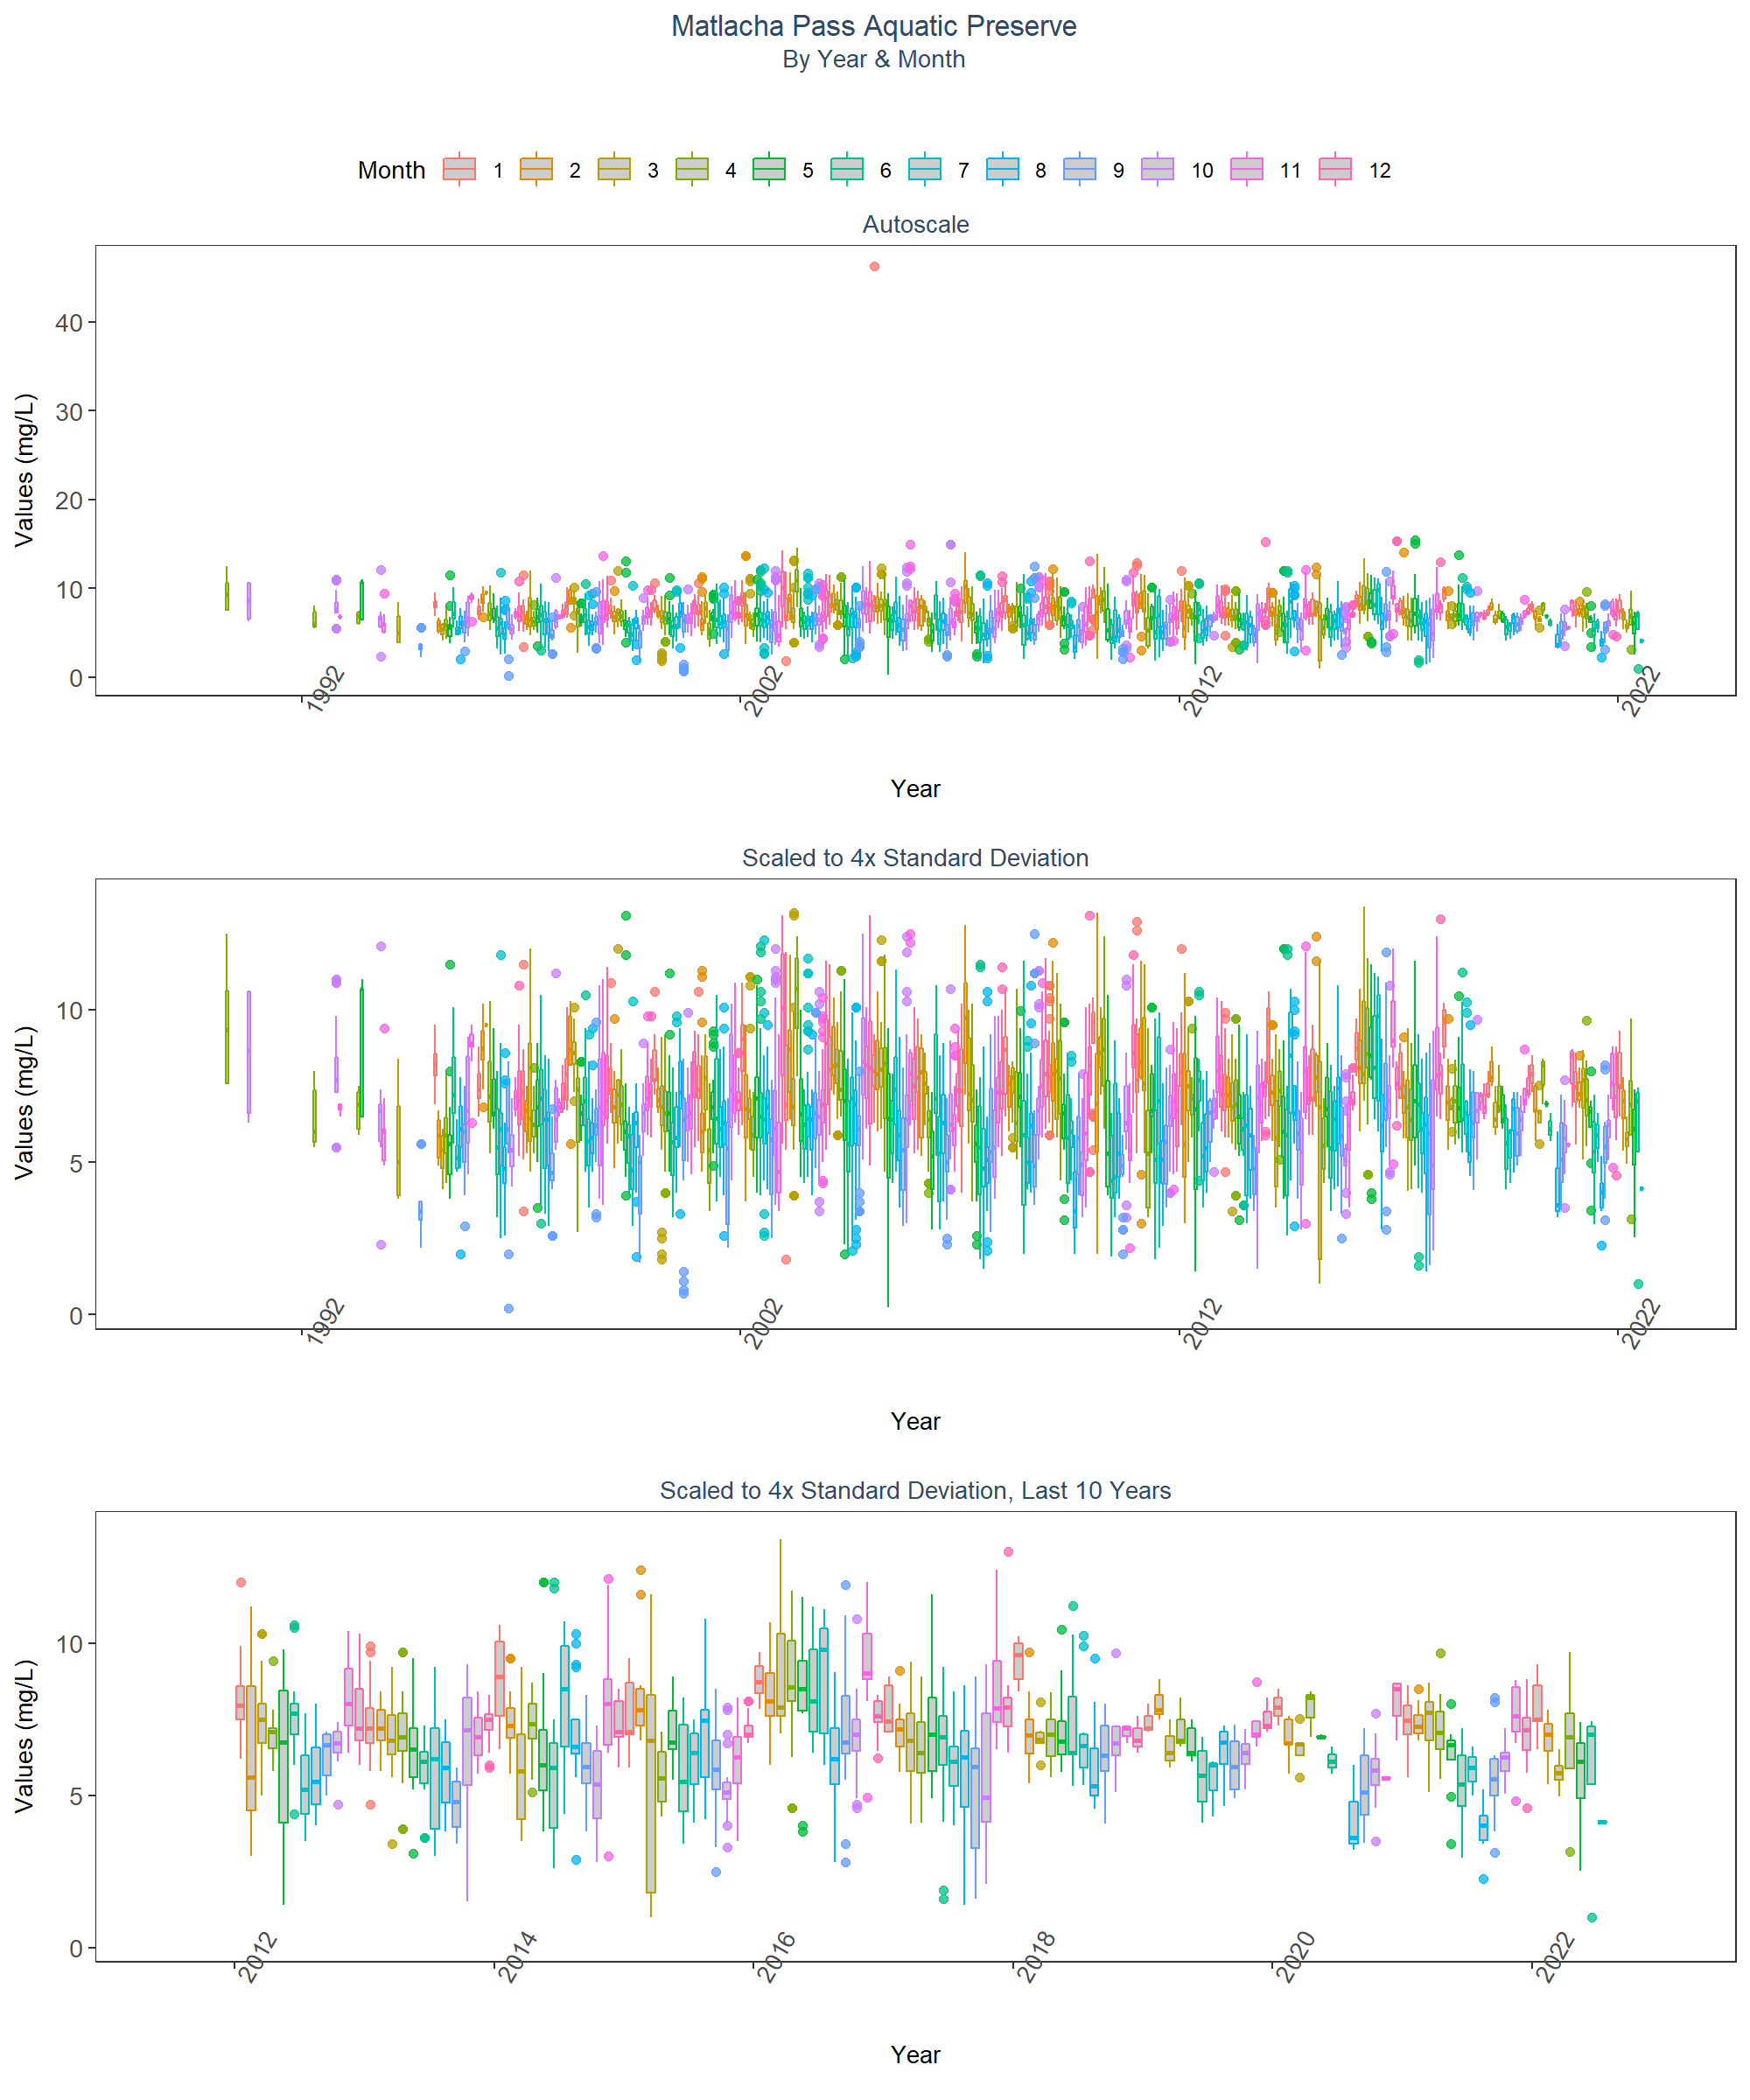 Matlacha Pass Aquatic Preserve
By Year & Month
Month 1 2 3 4 5 6 7 8 9 10 11 12
Autoscale
Values (mg/L)
40
30
20
10
0
1992 2002 2012 2022
Year
Scaled to 4x Standard Deviation
Values (mg/L)
10
5
0
1992 2002 2012 2022
Year
Scaled to 4x Standard Deviation, Last 10 Years
Values (mg/L)
10
5
0
2012 2014 2016 2018 2020 2022
Year